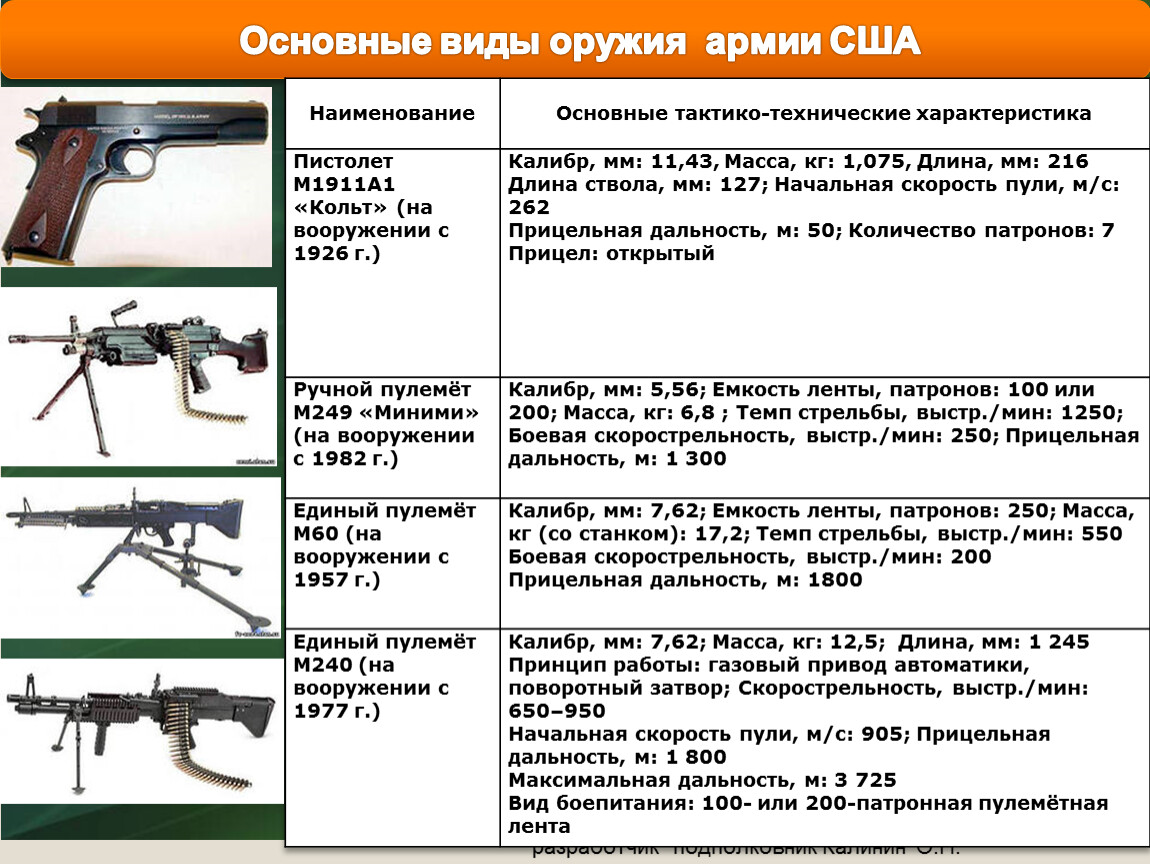 Основные виды оружия армии США
Наименование
Основные тактико-технические характеристика
Пистолет
М1911А1
«Кольт» (на
вооружении с
1926 г.)
Калибр, мм: 11,43, Масса, кг: 1,075, Длина, мм: 216
Длина ствола, мм: 127; Начальная скорость пули, м/с:
262
Прицельная дальность, м: 50; Количество патронов: 7
Прицел: открытый
Ручной пулемёт
М249 «Миними»
(на вооружении
с 1982 г.)
Калибр, мм: 5,56; Емкость ленты, патронов: 100 или
200; Масса, кг: 6,8 ; Темп стрельбы, выстр./мин: 1250;
Боевая скорострельность, выстр./мин: 250; Прицельная
дальность, м: 1 300
Единый пулемёт
М60 (на
вооружении с
1957 г.)
Калибр, мм: 7,62; Емкость ленты, патронов: 250; Масса,
кг (со станком): 17,2; Темп стрельбы, выстр./мин: 550
Боевая скорострельность, выстр./мин: 200
Прицельная дальность, м: 1800
Единый пулемёт
М240 (на
вооружении с
1977 г.)
Калибр, мм: 7,62; Масса, кг: 12,5; Длина, мм: 1 245
Принцип работы: газовый привод автоматики,
поворотный затвор; Скорострельность, выстр./мин:
650–950
Начальная скорость пули, м/с: 905; Прицельная
дальность, м: 1 800
Максимальная дальность, м: 3 725
Вид боепитания: 100- или 200-патронная пулемётная
лента
разработчик подполковник Калинин